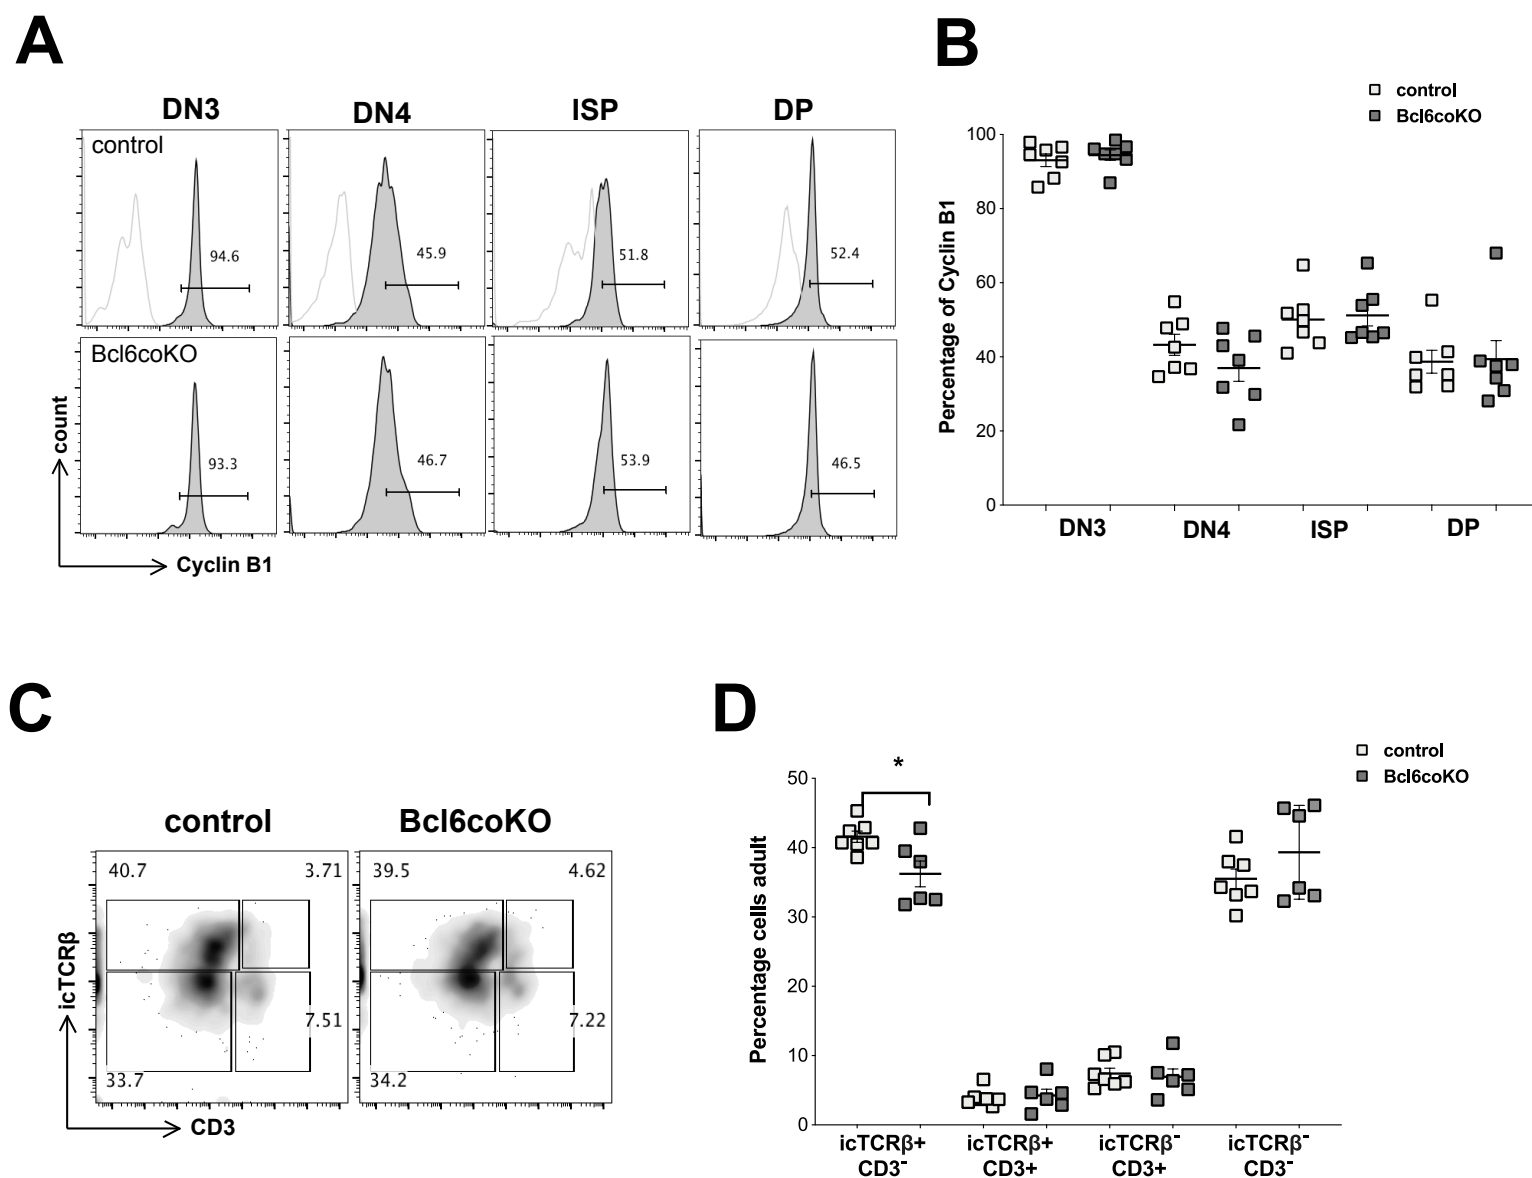 A
DN3
DN4
ISP
DP
control
94.6
45.9
51.8
52.4
Bcl6coKO
93.3
46.7
53.9
46.5
count
Cyclin B1
B
control
Bcl6coKO
Percentage of Cyclin B1
100
80
60
40
20
0
DN3
DN4
ISP
DP
C
control
Bcl6coKO
40.7
3.71
39.5
4.62
7.51
7.22
33.7
34.2
icTCRβ
CD3
D
control
Bcl6coKO
*
Percentage cells adult
50
40
30
20
10
0
icTCRβ+ icTCRβ+ icTCRβ- icTCRβ-
CD3- CD3+ CD3+ CD3-